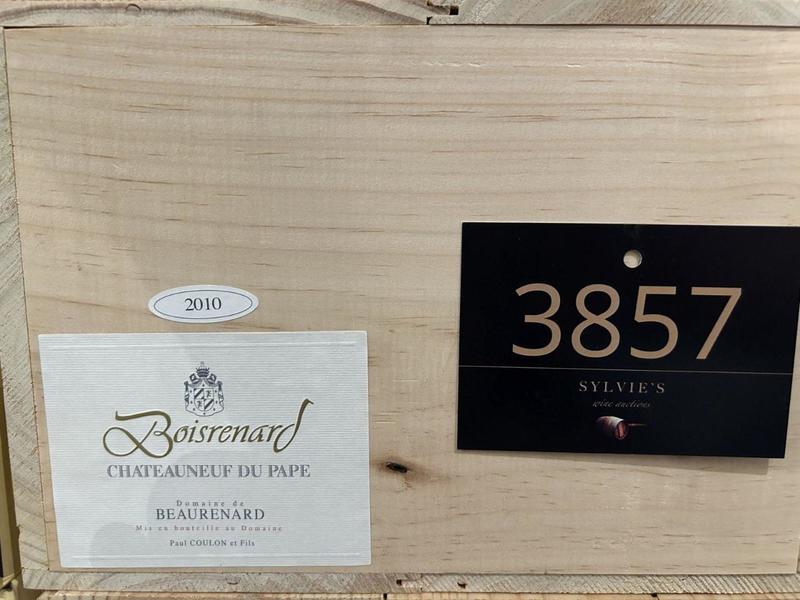 2010
Boisrenard
CHATEAUNEUF DU PAPE
Domaine de
BEAURENARD
Mis en bouteille au Domaine
Paul COULON et Fils
3857
SYLVIE'S
wine auctions